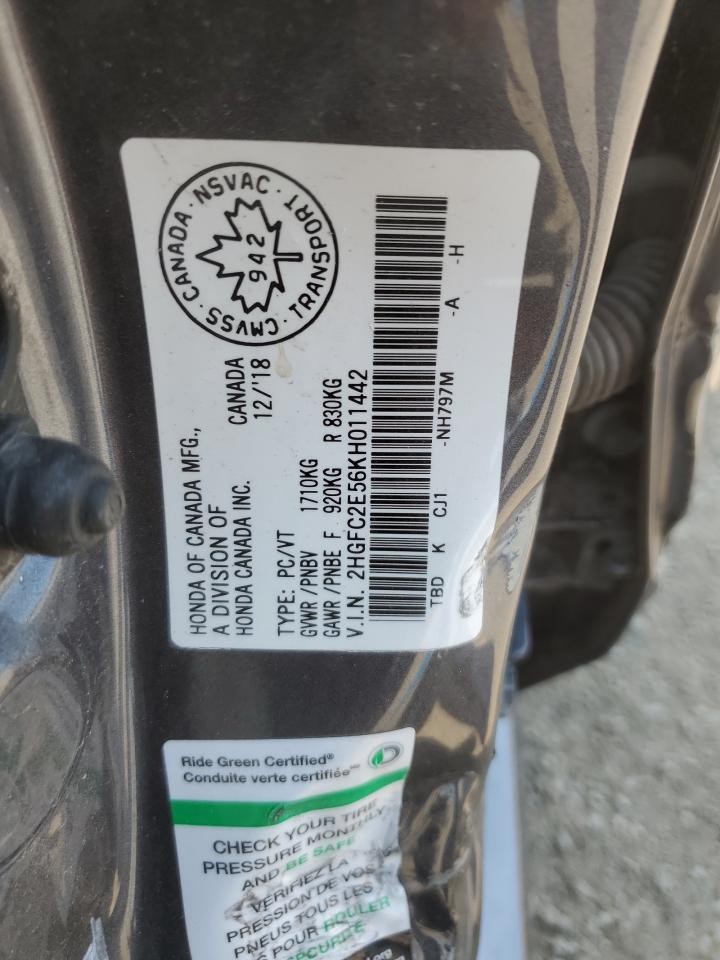 CMVSS · CANADA · NSVAC · TRANSPORT ·
942
HONDA OF CANADA MFG., CANADA
A DIVISION OF 12/'18
HONDA CANADA INC.
TYPE: PC/VT
GVWR /PNBV 1710KG
GAWR /PNBE F 920KG R 830KG
V.I.N. 2HGFC2E56KH011442
TBD K CJ1 -NH797M -A -H
Ride Green Certified®
Conduite verte certifiée
CHECK YOUR TIRE
PRESSURE MONTHLY
AND BE SAFE
VERIFIEZ LA
PRESSION DE VOS
PNEUS TOUS LES
POUR ROULER